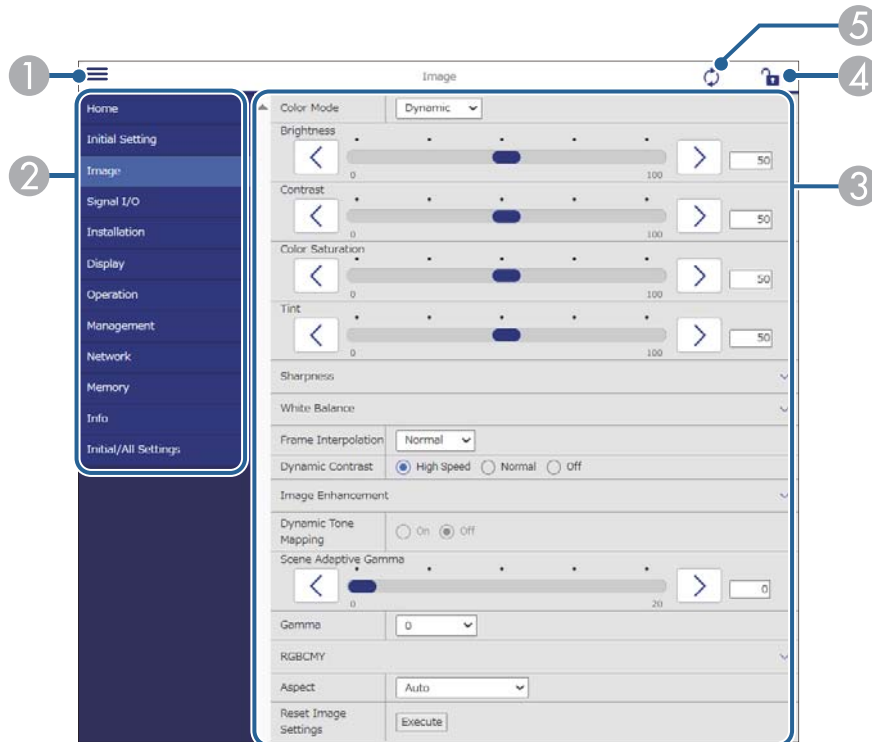 5
1
Image
4
2
Home
Initial Setting
Image
Signal I/O
Installation
Display
Operation
Management
Network
Memory
Info
Initial/All Settings
3
Color Mode
Dynamic
Brightness
0
100
50
Contrast
0
100
50
Color Saturation
0
100
50
Tint
0
100
50
Sharpness
White Balance
Frame Interpolation
Normal
Dynamic Contrast
High Speed Normal Off
Image Enhancement
Dynamic Tone
Mapping
On Off
Scene Adaptive Gamma
0
20
0
Gamma
0
RGBCMY
Aspect
Auto
Reset Image
Settings
Execute